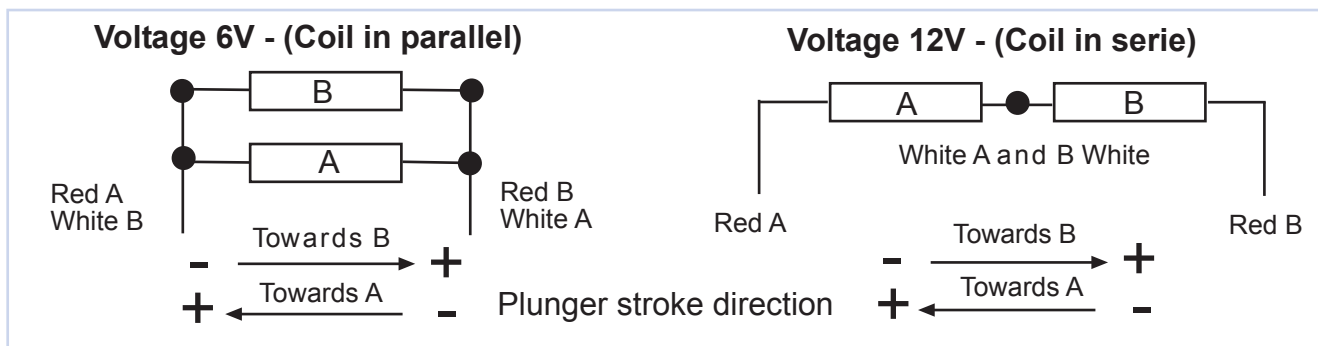 Voltage 6V - (Coil in parallel)
B
A
Red A
White B
Red B
White A
- Towards B +
+ Towards A -
Plunger stroke direction
Voltage 12V - (Coil in serie)
A
B
White A and B White
Red A
Red B
- Towards B +
+ Towards A -